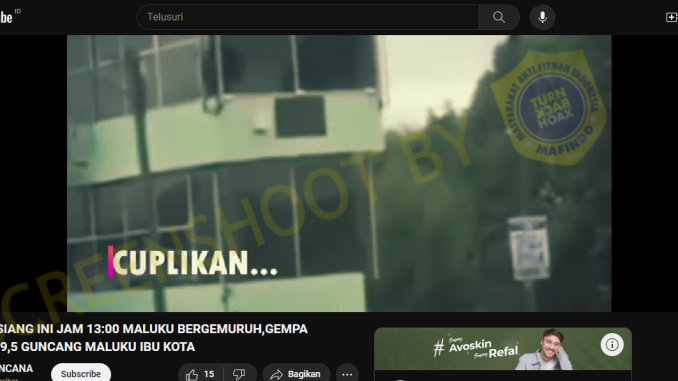 be ID
Telusuri
SCREENSHOOT BY
MASYARAKAT ANTI FITNAH INDONESIA
TURN
BACK
HOAX
MAFINDO
CUPLIKAN...
SIANG INI JAM 13:00 MALUKU BERGEMURUH,GEMPA
9,5 GUNCANG MALUKU IBU KOTA
NCANA
Subscribe
15
Bagikan
# Avoskin
Refal